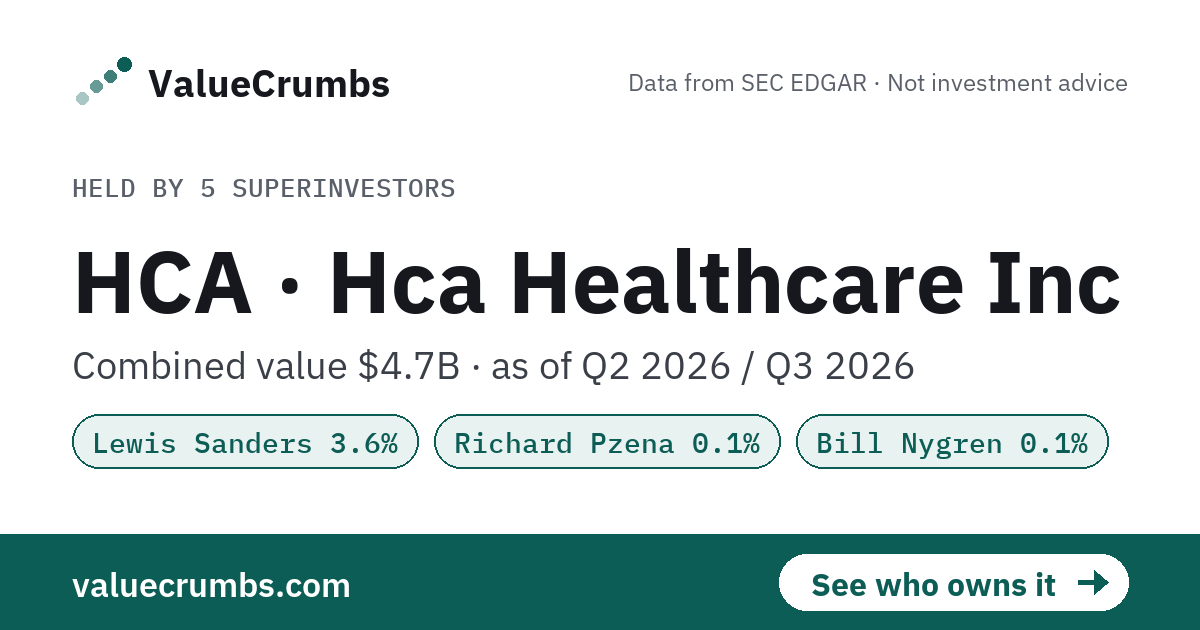 ValueCrumbs
Data from SEC EDGAR · Not investment advice
HELD BY 5 SUPERINVESTORS
HCA · Hca Healthcare Inc
Combined value $4.7B · as of Q2 2026 / Q3 2026
Lewis Sanders 3.6%
Richard Pzena 0.1%
Bill Nygren 0.1%
valuecrumbs.com
See who owns it →